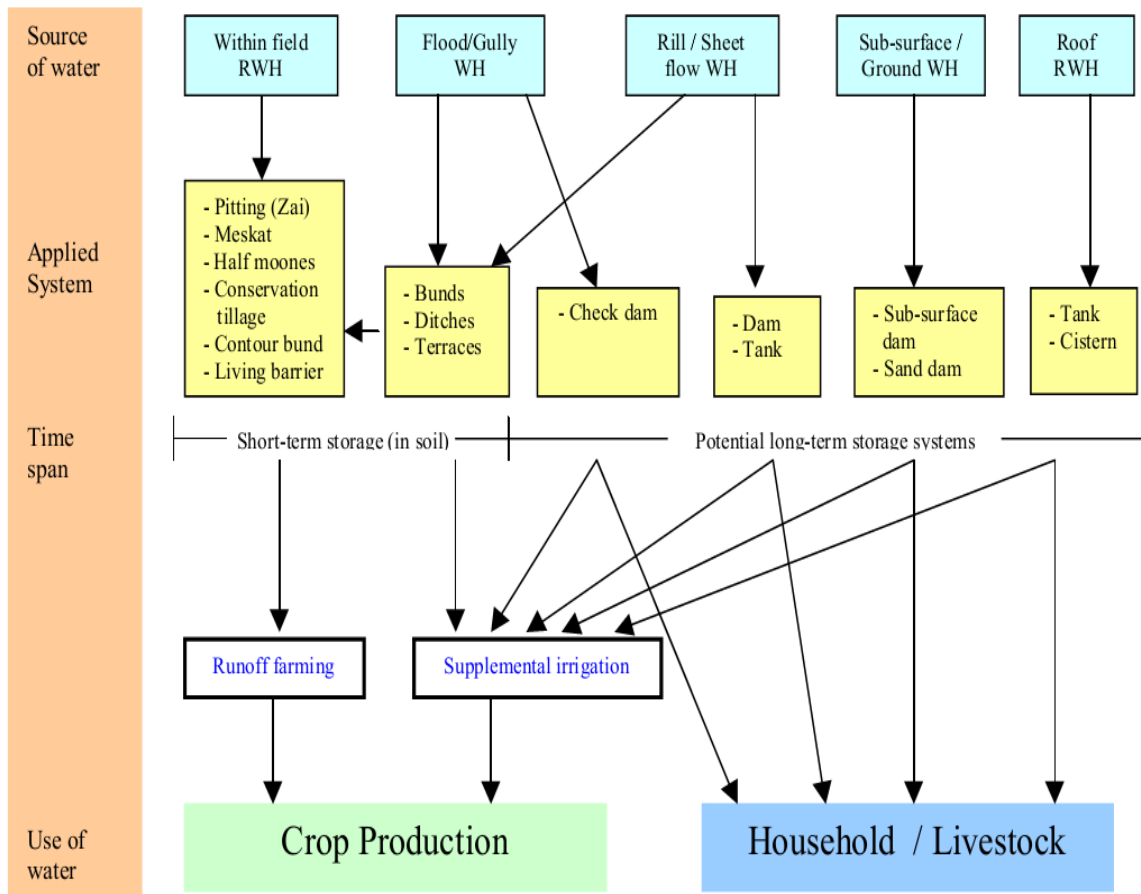 Source
of water
Within field
RWH
Flood/Gully
WH
Rill / Sheet
flow WH
Sub-surface /
Ground WH
Roof
RWH
Applied
System
- Pitting (Zai)
- Meskat
- Half moones
- Conservation
tillage
- Contour bund
- Living barrier
- Bunds
- Ditches
- Terraces
- Check dam
- Dam
- Tank
- Sub-surface
dam
- Sand dam
- Tank
- Cistern
Time
span
Short-term storage (in soil)
Potential long-term storage systems
Runoff farming
Supplemental irrigation
Use of
water
Crop Production
Household / Livestock